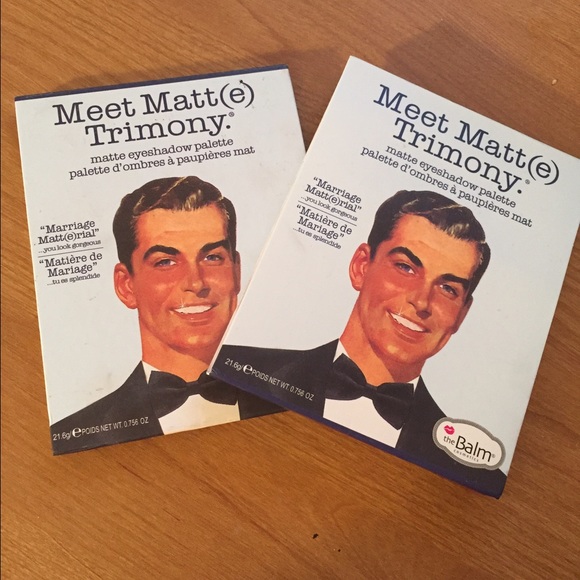 Meet Matt(e)
Trimony.®
matte eyeshadow palette
palette d'ombres à paupières mat
"Marriage
Matt(e)rial"
...you look gorgeous
"Matière de
Mariage"
...tu es splendide
21.6g/℮POIDS NET WT. 0.756 OZ
Meet Matt(e)
Trimony.®
matte eyeshadow palette
palette d'ombres à paupières mat
"Marriage
Matt(e)rial"
...you look gorgeous
"Matière de
Mariage"
...tu es splendide
21.6g/℮POIDS NET WT. 0.756 OZ
theBalm®
cosmetics